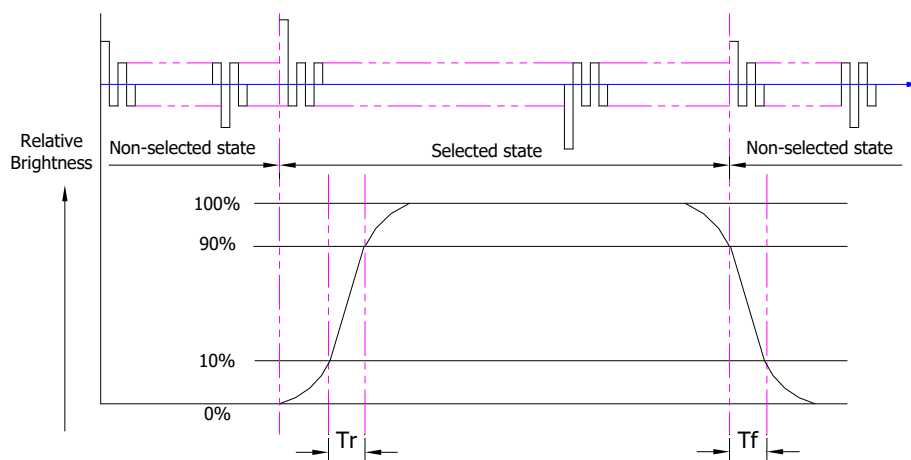 Relative
Brightness
Non-selected state
Selected state
Non-selected state
100%
90%
10%
0%
Tr
Tf